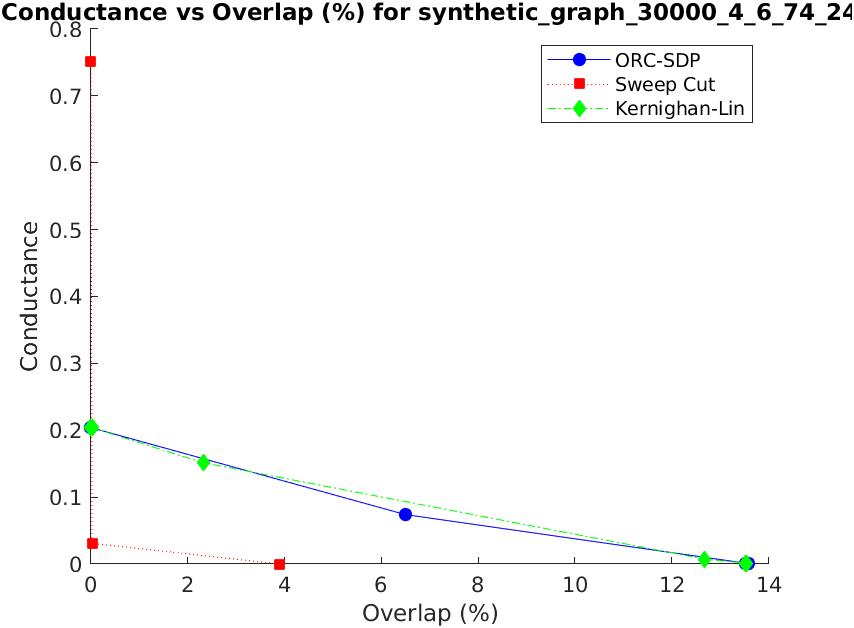 Conductance vs Overlap (%) for synthetic_graph_30000_4_6_74_24
0.8
0.7
0.6
0.5
0.4
0.3
0.2
0.1
0
Conductance
ORC-SDP
Sweep Cut
Kernighan-Lin
0 2 4 6 8 10 12 14
Overlap (%)